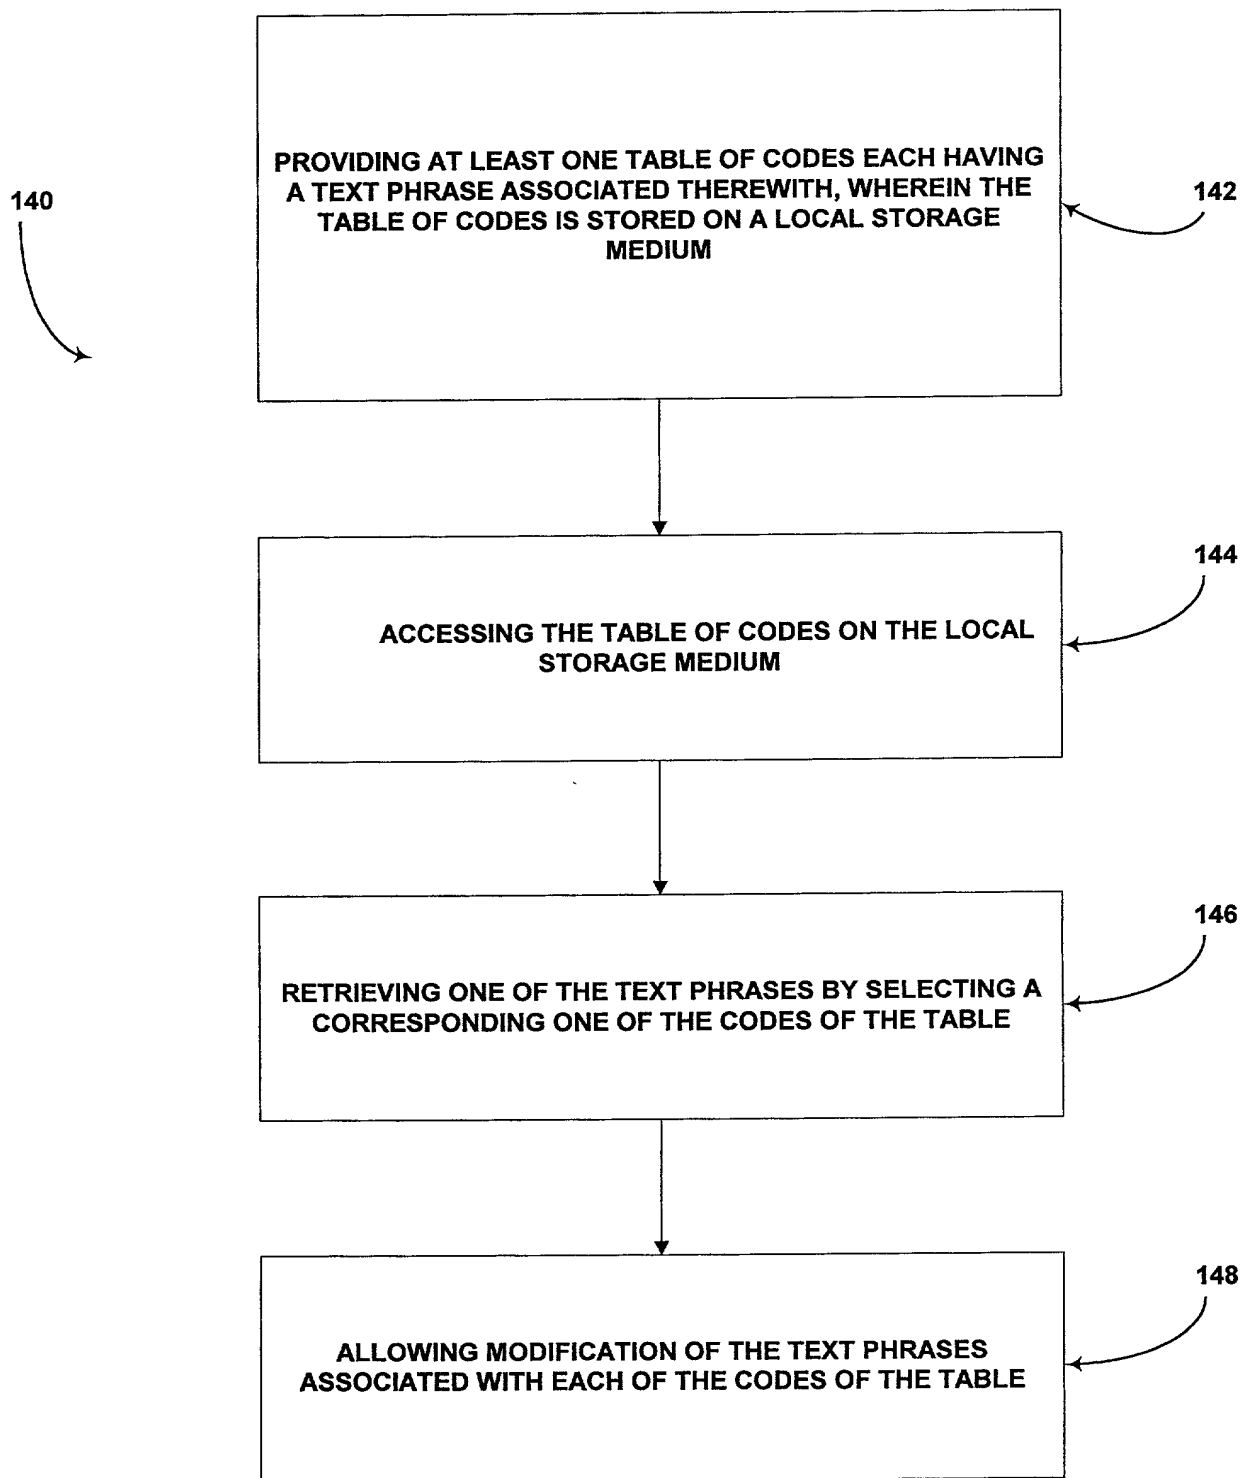 140
PROVIDING AT LEAST ONE TABLE OF CODES EACH HAVING
A TEXT PHRASE ASSOCIATED THEREWITH, WHEREIN THE
TABLE OF CODES IS STORED ON A LOCAL STORAGE
MEDIUM
142
ACCESSING THE TABLE OF CODES ON THE LOCAL
STORAGE MEDIUM
144
RETRIEVING ONE OF THE TEXT PHRASES BY SELECTING A
CORRESPONDING ONE OF THE CODES OF THE TABLE
146
ALLOWING MODIFICATION OF THE TEXT PHRASES
ASSOCIATED WITH EACH OF THE CODES OF THE TABLE
148